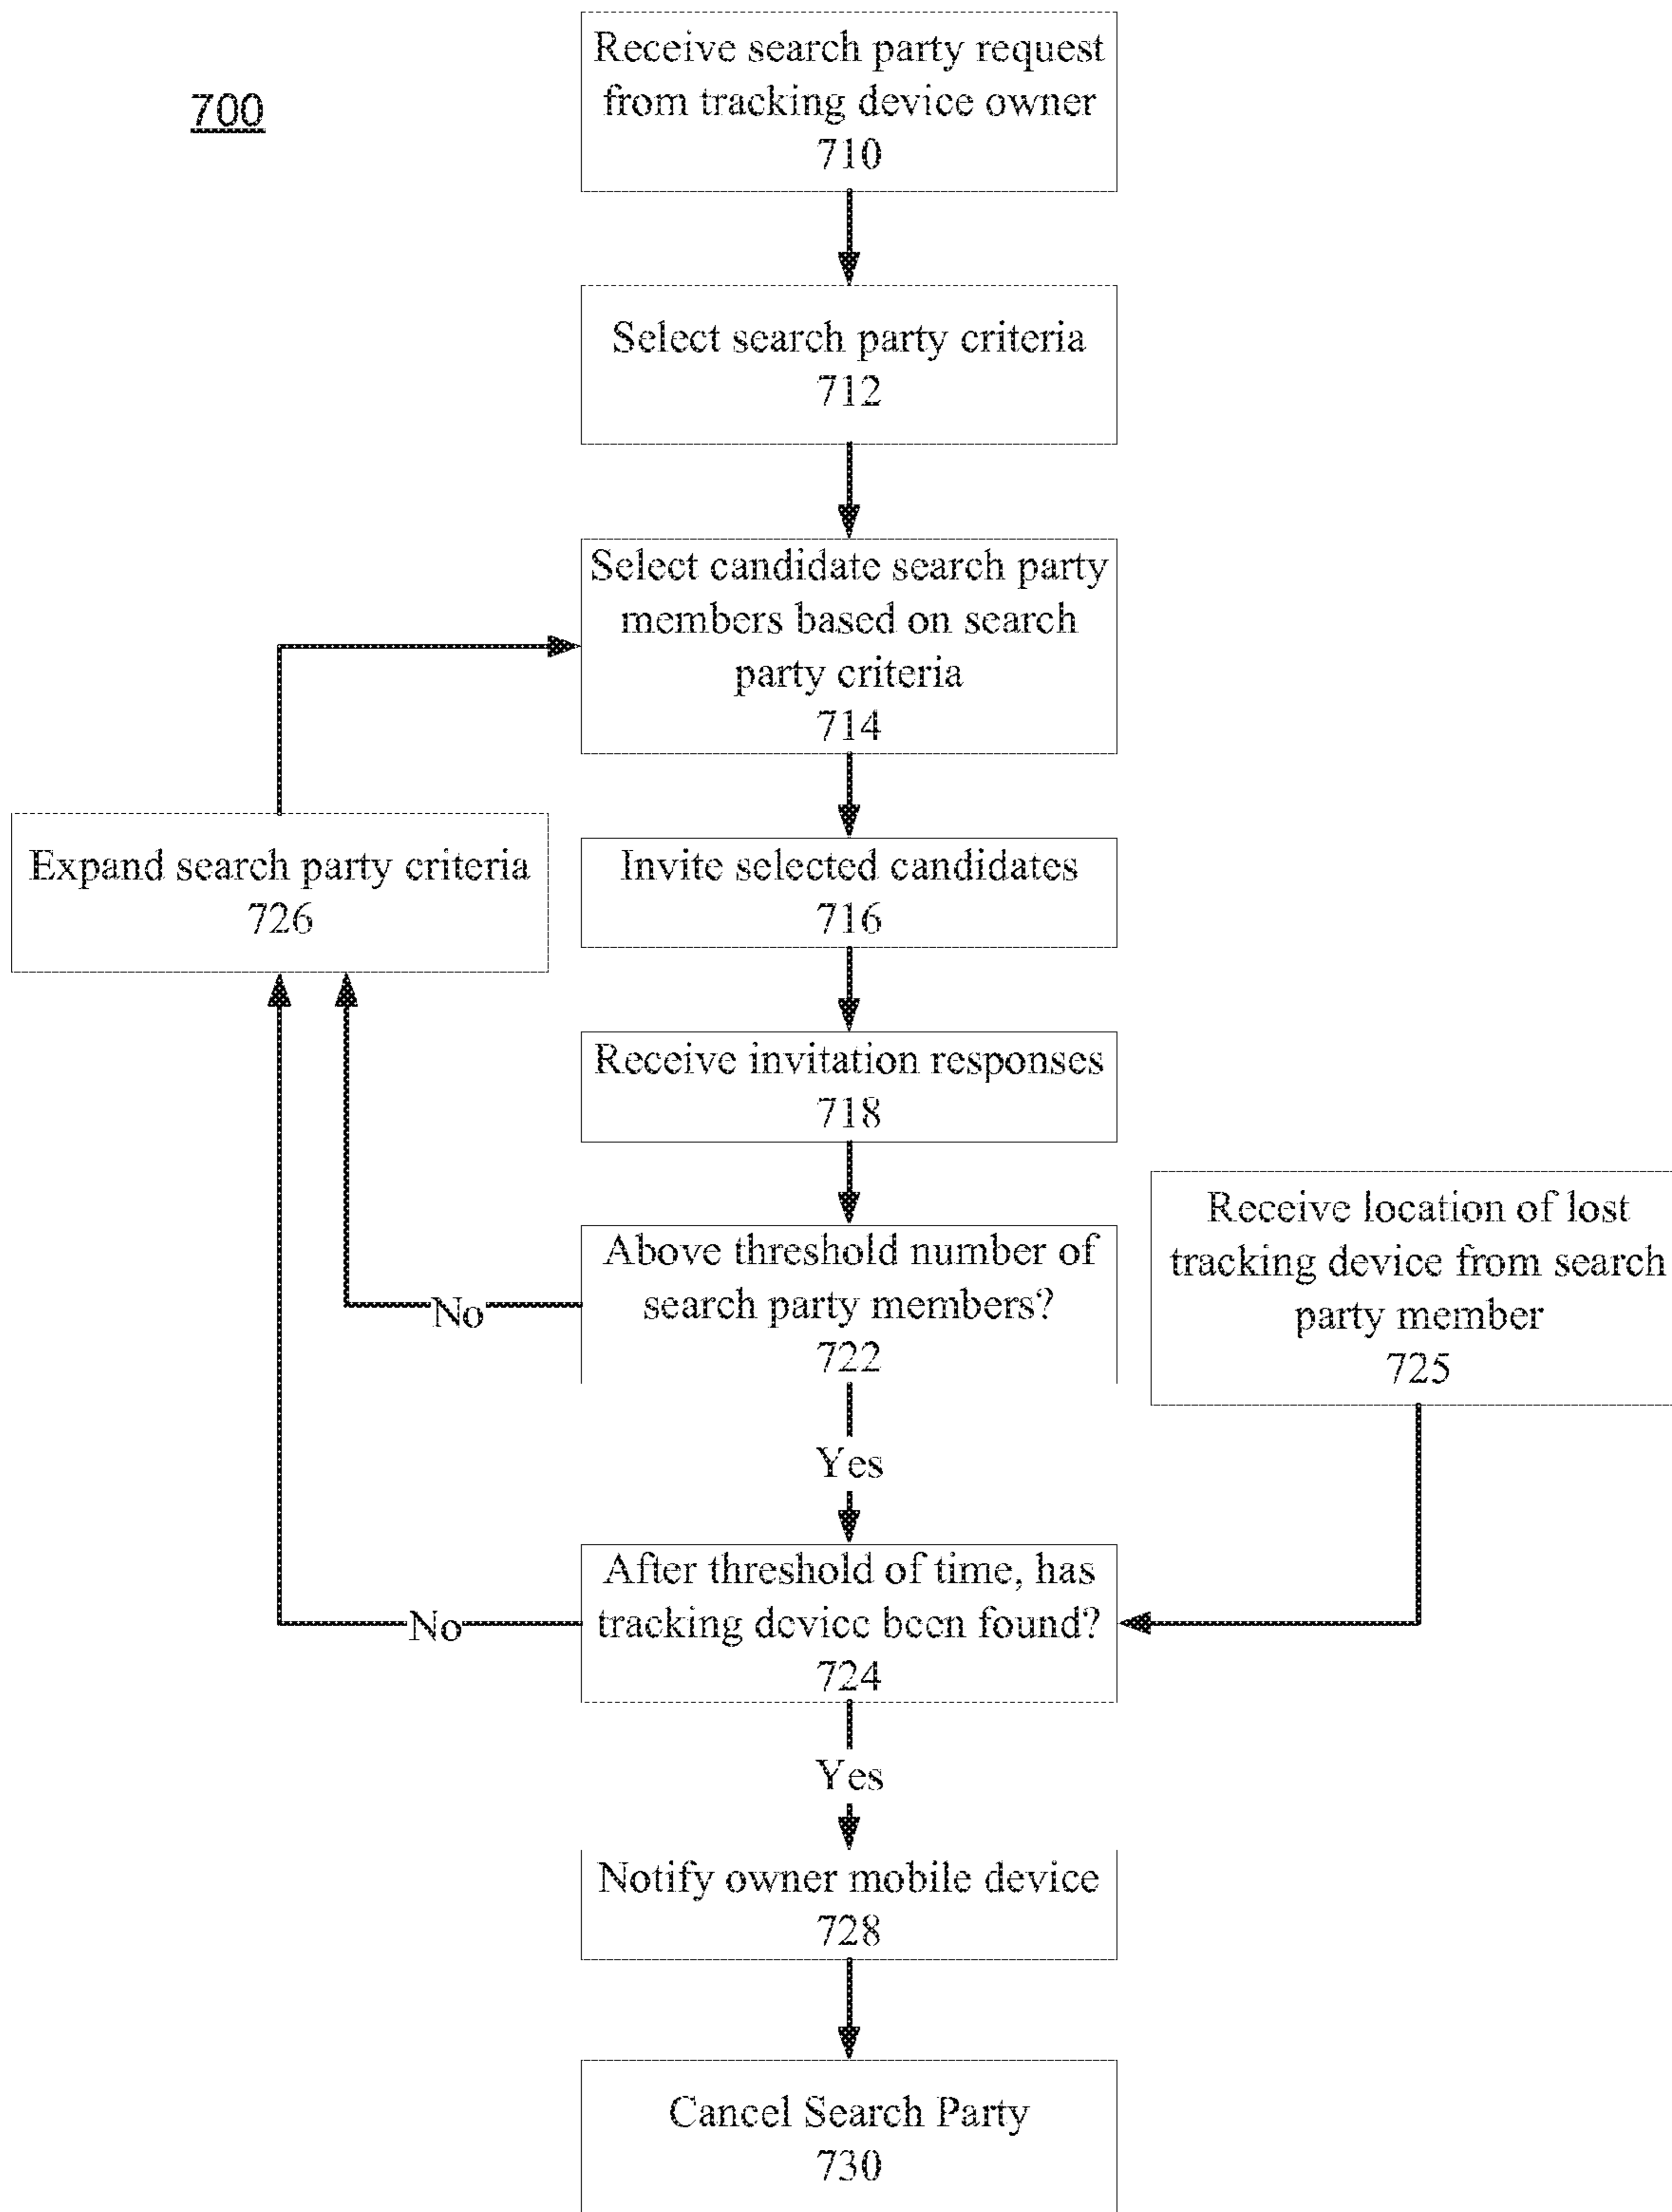 700
Receive search party request
from tracking device owner
710
Select search party criteria
712
Select candidate search party
members based on search
party criteria
714
Expand search party criteria
726
Invite selected candidates
716
Receive invitation responses
718
Above threshold number of
search party members?
722
No
Receive location of lost
tracking device from search
party member
725
Yes
After threshold of time, has
tracking device been found?
724
No
Yes
Notify owner mobile device
728
Cancel Search Party
730